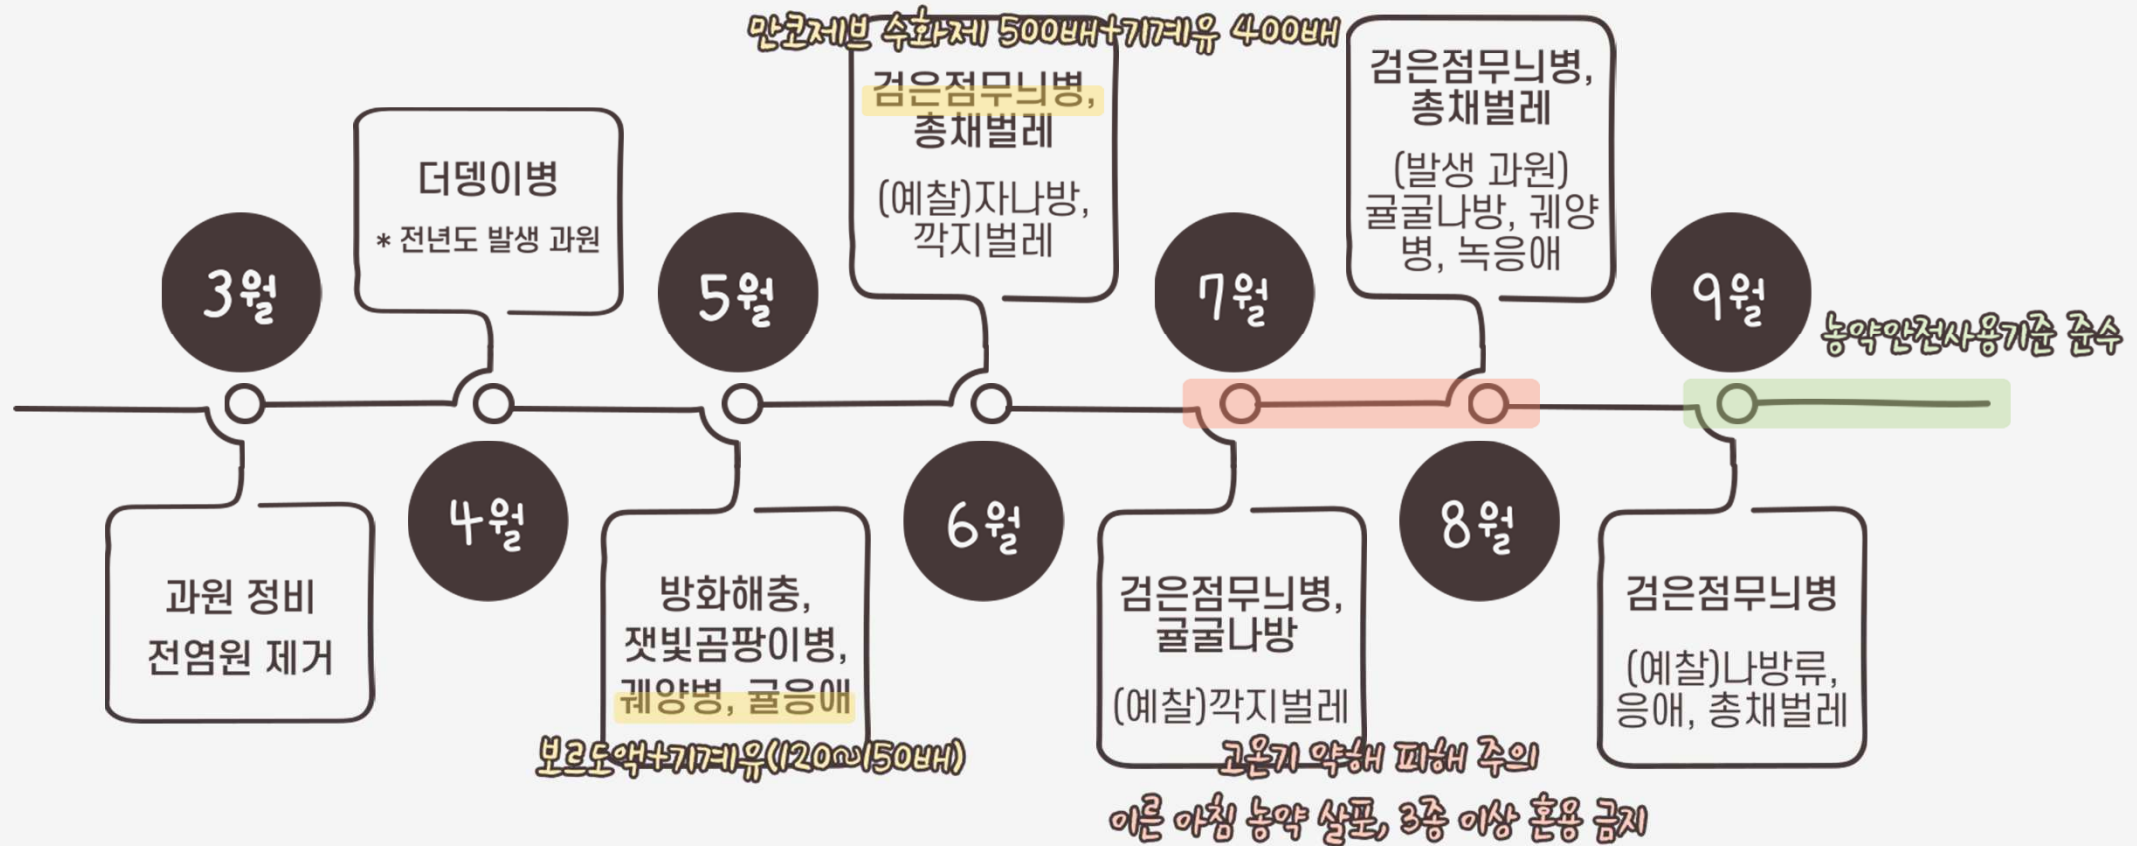 3월
과원 정비
전염원 제거
더뎅이병
* 전년도 발생 과원
4월
5월
방화해충,
잿빛곰팡이병,
궤양병, 귤응애
보르도액+기계유(120~150배)
만코제브 수화제 500배+기계유 400배
검은점무늬병,
총채벌레
(예찰)자나방,
깍지벌레
6월
7월
검은점무늬병,
귤굴나방
(예찰)깍지벌레
고온기 약해 피해 주의
이른 아침 농약 살포, 3종 이상 혼용 금지
검은점무늬병,
총채벌레
(발생 과원)
귤굴나방, 궤양
병, 녹응애
8월
9월
농약안전사용기준 준수
검은점무늬병
(예찰)나방류,
응애, 총채벌레